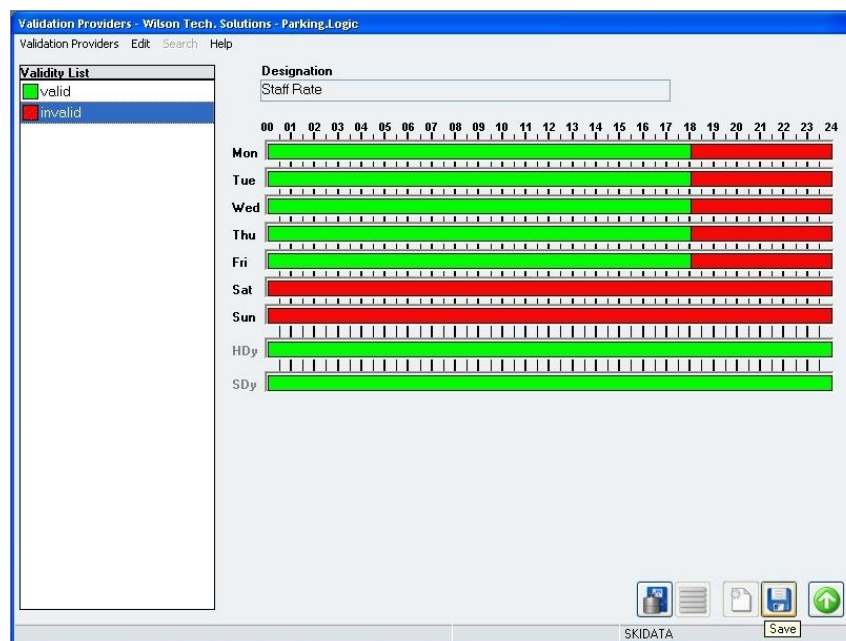 Validation Providers - Wilson Tech. Solutions - Parking.Logic
Validation Providers Edit Search Help
Validity List
valid
invalid
Designation
Staff Rate
00 01 02 03 04 05 06 07 08 09 10 11 12 13 14 15 16 17 18 19 20 21 22 23 24
Mon
Tue
Wed
Thu
Fri
Sat
Sun
HDy
SDy
Save
SKIDATA